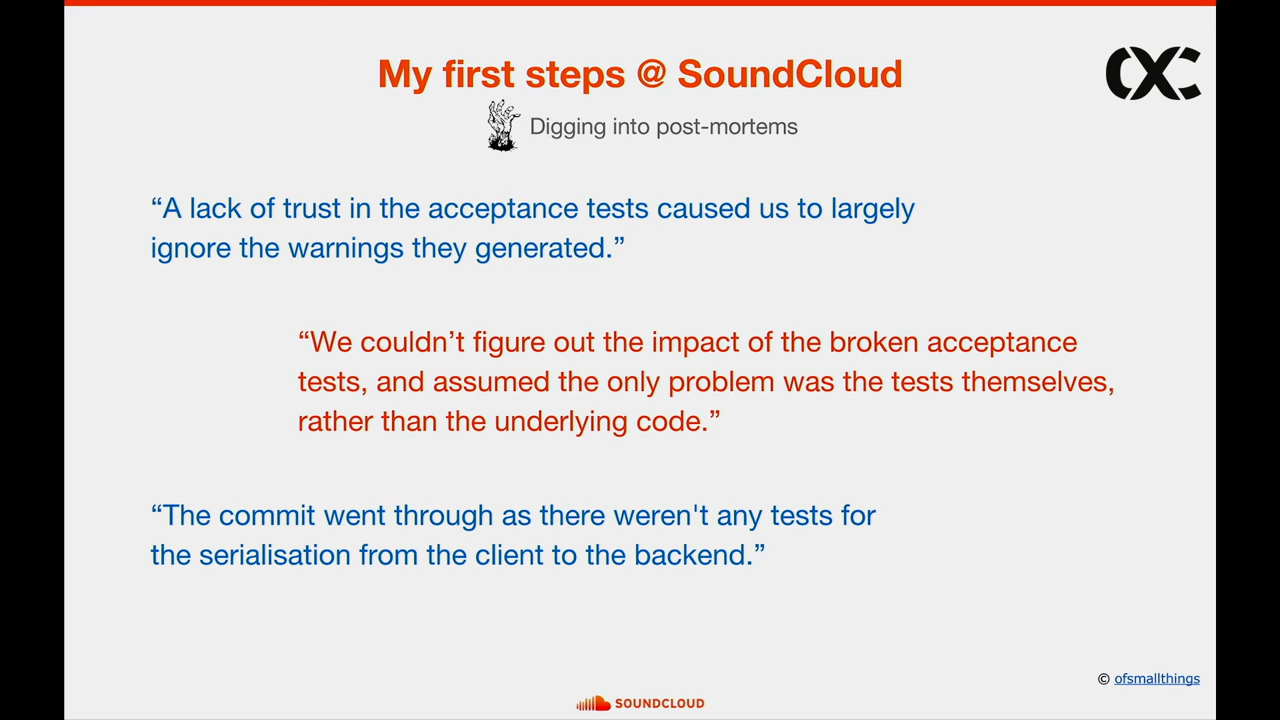 My first steps @ SoundCloud
Digging into post-mortems
“A lack of trust in the acceptance tests caused us to largely
ignore the warnings they generated.”
“We couldn’t figure out the impact of the broken acceptance
tests, and assumed the only problem was the tests themselves,
rather than the underlying code.”
“The commit went through as there weren't any tests for
the serialisation from the client to the backend.”
© ofsmallthings
SOUNDCLOUD